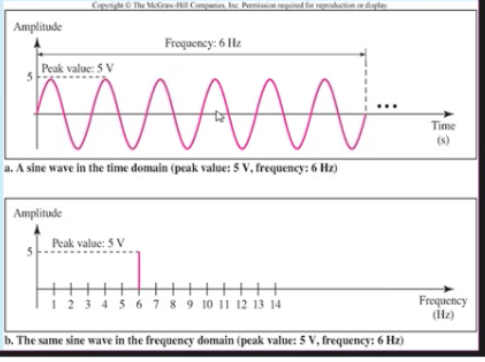 Copyright © The McGraw-Hill Companies, Inc. Permission required for reproduction or display
Amplitude
Frequency: 6 Hz
Peak value: 5 V
5
•••
Time
(s)
a. A sine wave in the time domain (peak value: 5 V, frequency: 6 Hz)
Amplitude
Peak value: 5 V
5
1 2 3 4 5 6 7 8 9 10 11 12 13 14
Frequency
(Hz)
b. The same sine wave in the frequency domain (peak value: 5 V, frequency: 6 Hz)